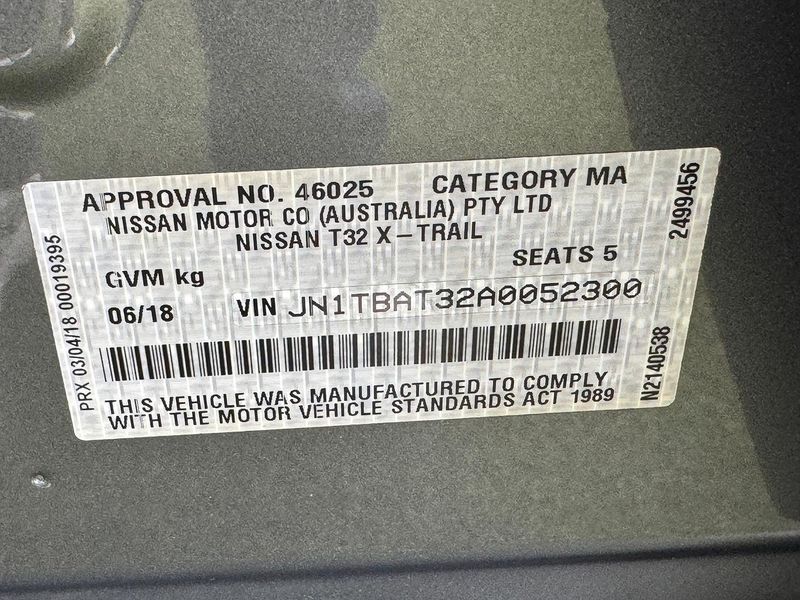 APPROVAL NO. 46025 CATEGORY MA
NISSAN MOTOR CO (AUSTRALIA) PTY LTD
NISSAN T32 X-TRAIL
SEATS 5
GVM kg
06/18 VIN JN1TBAT32A0052300
THIS VEHICLE WAS MANUFACTURED TO COMPLY
WITH THE MOTOR VEHICLE STANDARDS ACT 1989
PRX 03/04/18 00019395
2499456
N2140538